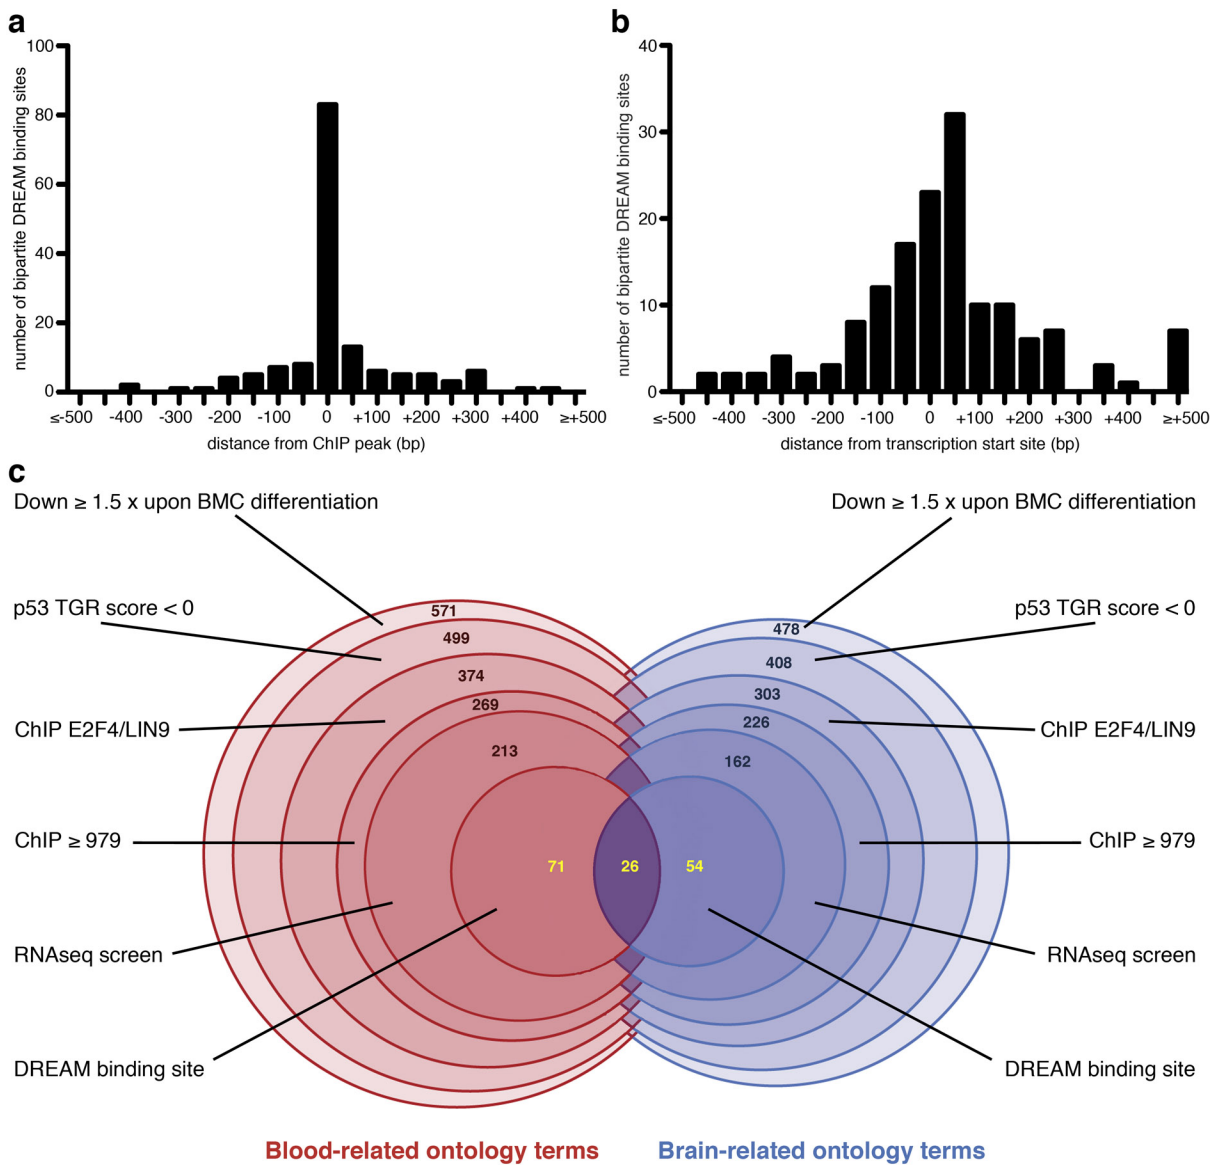 a
number of bipartite DREAM binding sites
100
80
60
40
20
0
≤-500 -400 -300 -200 -100 0 +100 +200 +300 +400 ≥+500
distance from ChIP peak (bp)
b
number of bipartite DREAM binding sites
40
30
20
10
0
≤-500 -400 -300 -200 -100 0 +100 +200 +300 +400 ≥+500
distance from transcription start site (bp)
c
Down ≥ 1.5 x upon BMC differentiation
Down ≥ 1.5 x upon BMC differentiation
p53 TGR score < 0
p53 TGR score < 0
571
478
499
408
374
303
269
226
ChIP E2F4/LIN9
ChIP E2F4/LIN9
213
162
ChIP ≥ 979
ChIP ≥ 979
71
26
54
RNAseq screen
RNAseq screen
DREAM binding site
DREAM binding site
Blood-related ontology terms
Brain-related ontology terms